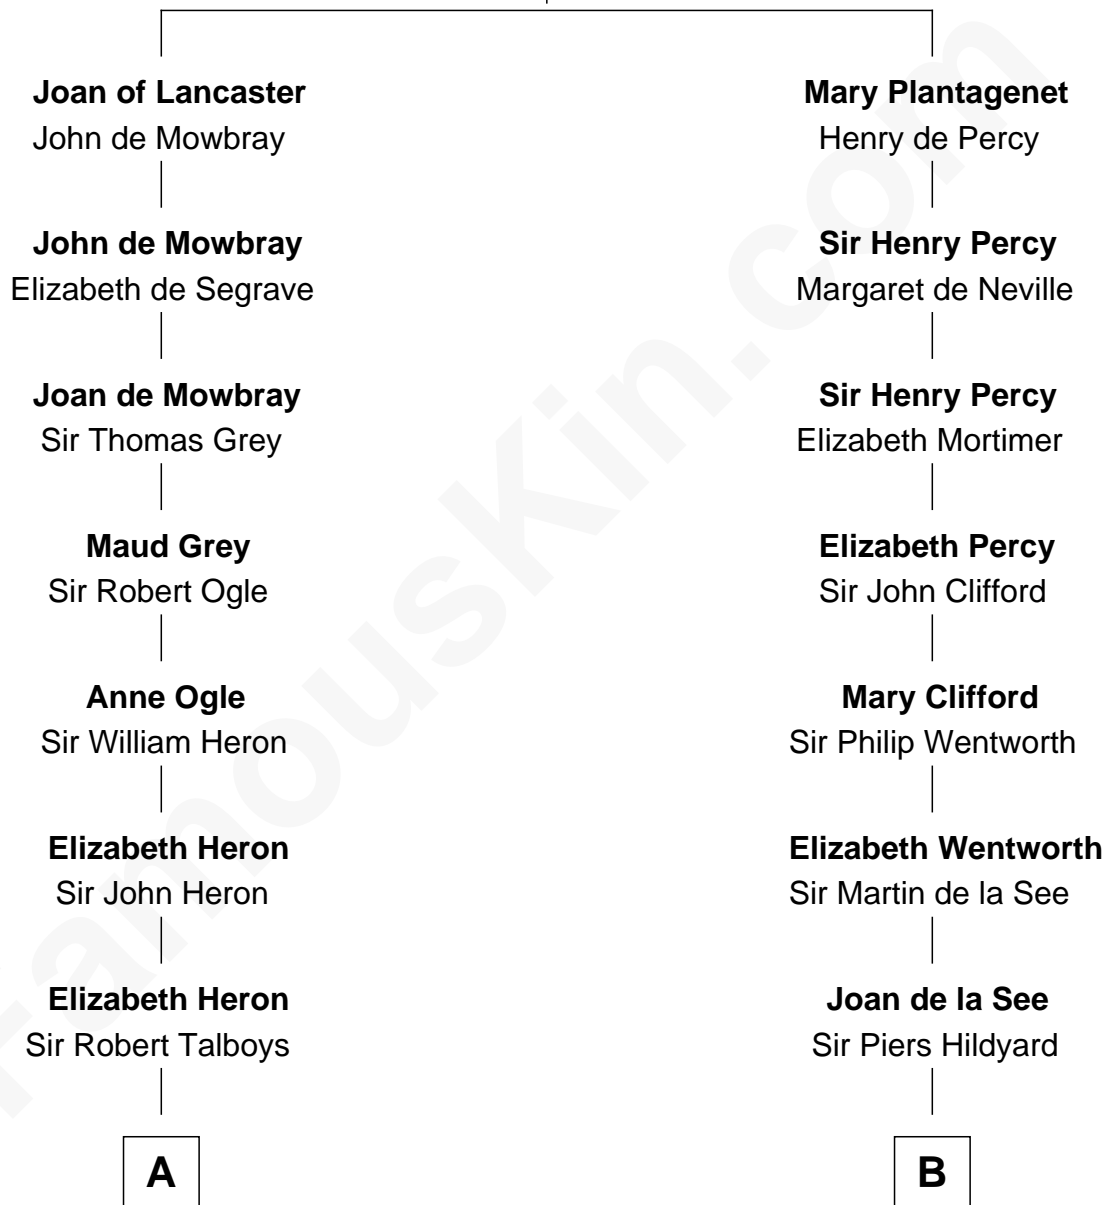 Joan of Lancaster
John de Mowbray
John de Mowbray
Elizabeth de Segrave
Joan de Mowbray
Sir Thomas Grey
Maud Grey
Sir Robert Ogle
Anne Ogle
Sir William Heron
Elizabeth Heron
Sir John Heron
Elizabeth Heron
Sir Robert Talboys
A
Mary Plantagenet
Henry de Percy
Sir Henry Percy
Margaret de Neville
Sir Henry Percy
Elizabeth Mortimer
Elizabeth Percy
Sir John Clifford
Mary Clifford
Sir Philip Wentworth
Elizabeth Wentworth
Sir Martin de la See
Joan de la See
Sir Piers Hildyard
B
FamousKin.com